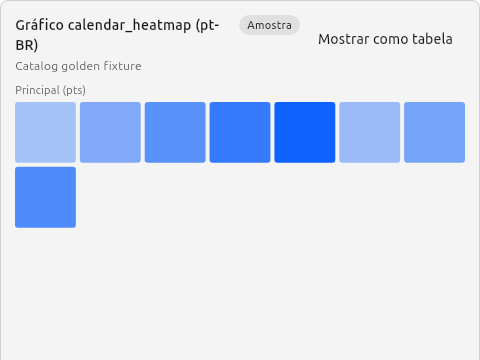 Gráfico calendar_heatmap (pt-
BR)
Amostra
Mostrar como tabela
Catalog golden fixture
Principal (pts)